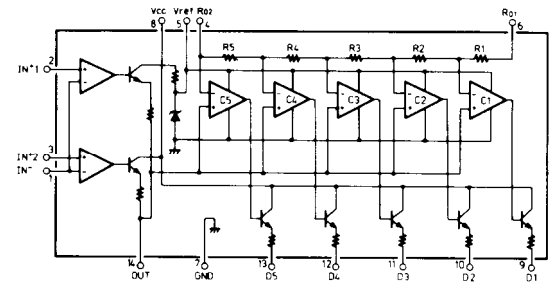 Vcc Vref RO2 RO1
8 5 4 6
R5 R4 R3 R2 R1
2
IN+1
C5 C4 C3 C2 C1
3
IN+2
IN-
1
14 7 13 12 11 10 9
OUT GND D5 D4 D3 D2 D1